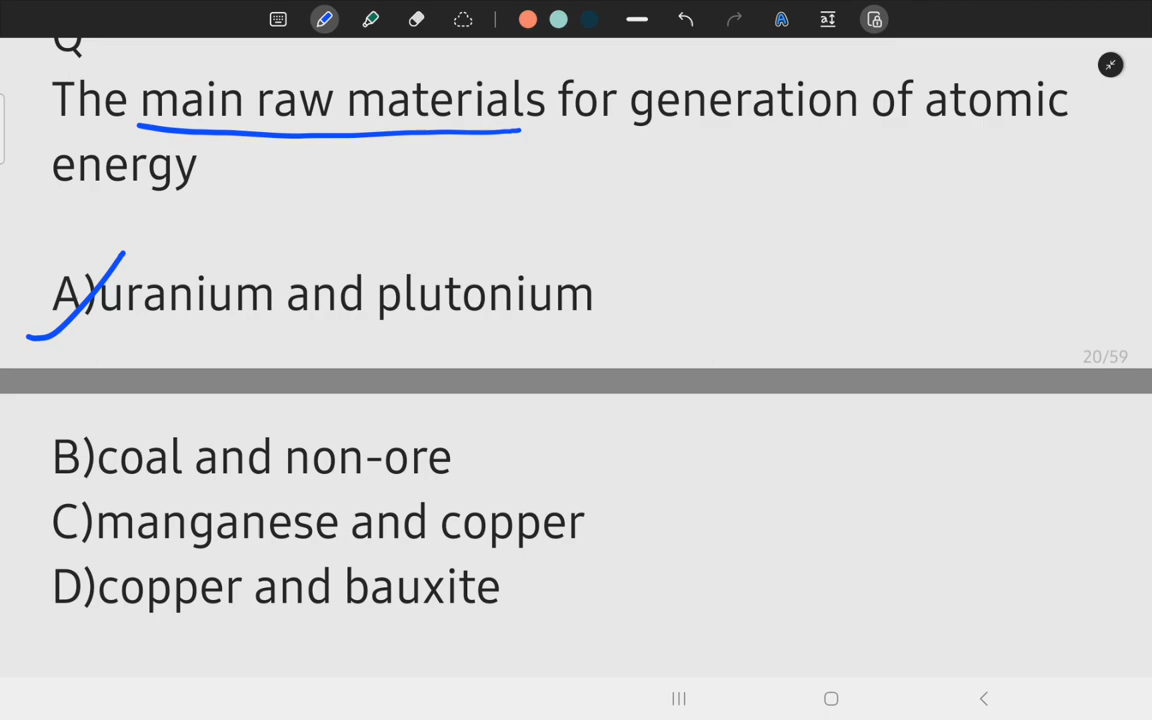 Q
The main raw materials for generation of atomic
energy
A)uranium and plutonium
20/59
B)coal and non-ore
C)manganese and copper
D)copper and bauxite